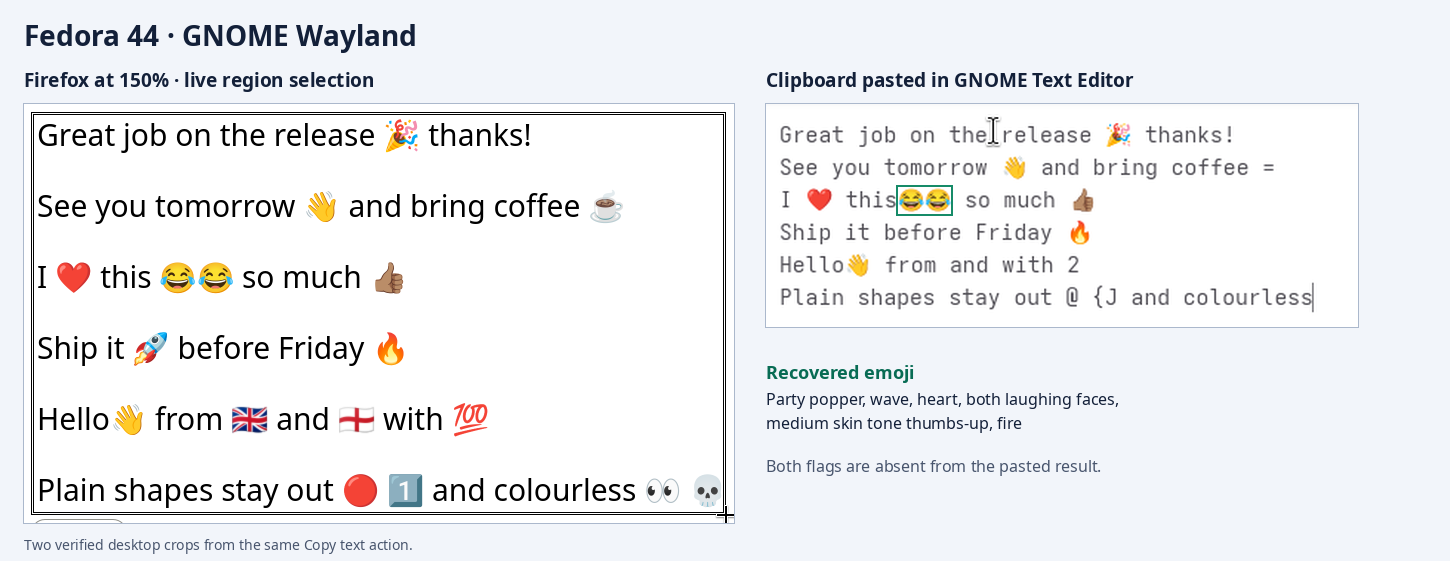 Fedora 44 · GNOME Wayland
Firefox at 150% · live region selection
Great job on the release 🎉 thanks!
See you tomorrow 👋 and bring coffee ☕
I ❤️ this 😂😂 so much 👍🏽
Ship it 🚀 before Friday 🔥
Hello👋 from 🇬🇧 and 🏴󠁧󠁢󠁥󠁮󠁧󠁿 with 💯
Plain shapes stay out 🔴 1️⃣ and colourless 👀 💀
Two verified desktop crops from the same Copy text action.
Clipboard pasted in GNOME Text Editor
Great job on the release 🎉 thanks!
See you tomorrow 👋 and bring coffee =
I ❤️ this😂😂 so much 👍🏽
Ship it before Friday 🔥
Hello👋 from and with 2
Plain shapes stay out @ {J and colourless
Recovered emoji
Party popper, wave, heart, both laughing faces,
medium skin tone thumbs-up, fire
Both flags are absent from the pasted result.